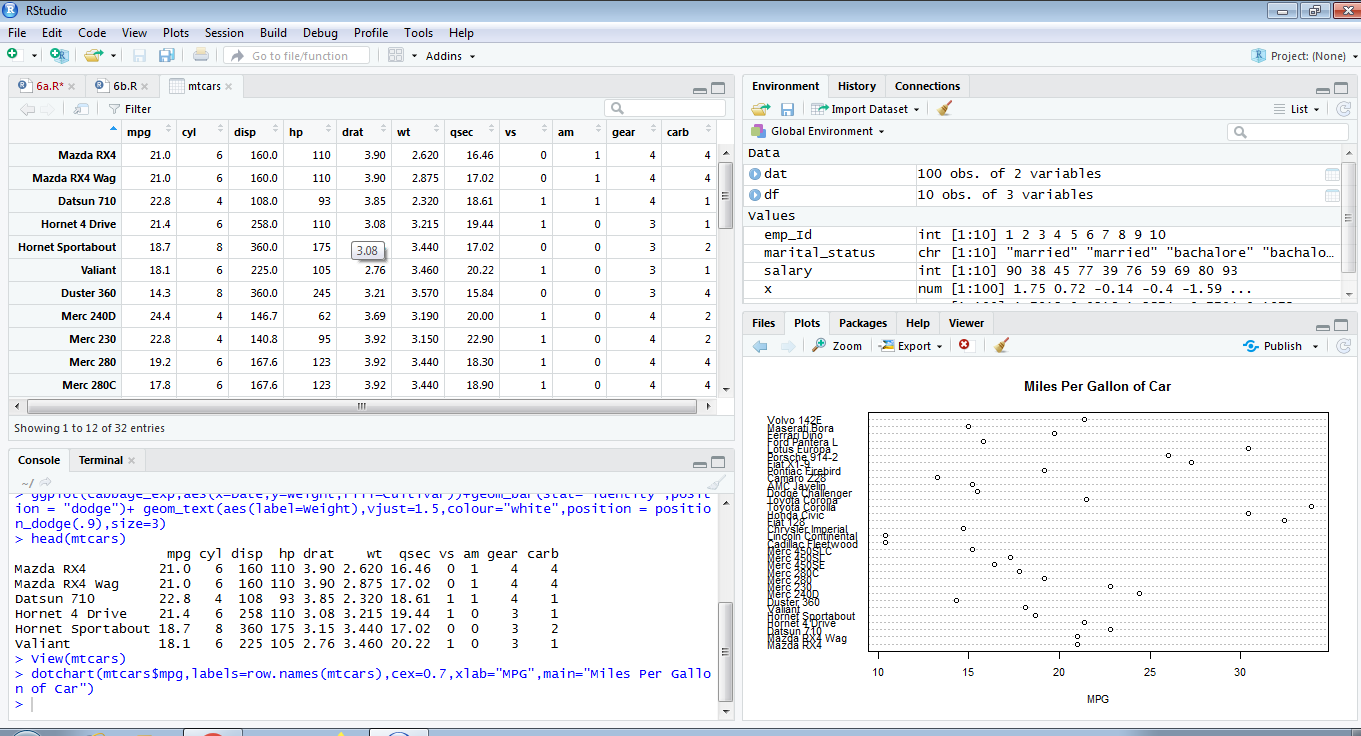 RStudio
File Edit Code View Plots Session Build Debug Profile Tools Help
Go to file/function Addins Project: (None)
6a.R* 6b.R mtcars
Filter
mpg cyl disp hp drat wt qsec vs am gear carb
Mazda RX4 21.0 6 160.0 110 3.90 2.620 16.46 0 1 4 4
Mazda RX4 Wag 21.0 6 160.0 110 3.90 2.875 17.02 0 1 4 4
Datsun 710 22.8 4 108.0 93 3.85 2.320 18.61 1 1 4 1
Hornet 4 Drive 21.4 6 258.0 110 3.08 3.215 19.44 1 0 3 1
Hornet Sportabout 18.7 8 360.0 175 3.08 3.440 17.02 0 0 3 2
Valiant 18.1 6 225.0 105 2.76 3.460 20.22 1 0 3 1
Duster 360 14.3 8 360.0 245 3.21 3.570 15.84 0 0 3 4
Merc 240D 24.4 4 146.7 62 3.69 3.190 20.00 1 0 4 2
Merc 230 22.8 4 140.8 95 3.92 3.150 22.90 1 0 4 2
Merc 280 19.2 6 167.6 123 3.92 3.440 18.30 1 0 4 4
Merc 280C 17.8 6 167.6 123 3.92 3.440 18.90 1 0 4 4
Showing 1 to 12 of 32 entries
Console Terminal
~/
> ggplot(cabbage_exp,aes(x=Date,y=Weight,fill=Cultivar))+geom_bar(stat="identity",posit
ion = "dodge")+ geom_text(aes(label=Weight),vjust=1.5,colour="white",position = positio
n_dodge(.9),size=3)
> head(mtcars)
mpg cyl disp hp drat wt qsec vs am gear carb
Mazda RX4 21.0 6 160 110 3.90 2.620 16.46 0 1 4 4
Mazda RX4 Wag 21.0 6 160 110 3.90 2.875 17.02 0 1 4 4
Datsun 710 22.8 4 108 93 3.85 2.320 18.61 1 1 4 1
Hornet 4 Drive 21.4 6 258 110 3.08 3.215 19.44 1 0 3 1
Hornet Sportabout 18.7 8 360 175 3.15 3.440 17.02 0 0 3 2
Valiant 18.1 6 225 105 2.76 3.460 20.22 1 0 3 1
> View(mtcars)
> dotchart(mtcars$mpg,labels=row.names(mtcars),cex=0.7,xlab="MPG",main="Miles Per Gallo
n of Car")
>
Environment History Connections
Import Dataset List
Global Environment
Data
dat 100 obs. of 2 variables
df 10 obs. of 3 variables
Values
emp_Id int [1:10] 1 2 3 4 5 6 7 8 9 10
marital_status chr [1:10] "married" "married" "bachalore" "bachalo...
salary int [1:10] 90 38 45 77 39 76 59 69 80 93
x num [1:100] 1.75 0.72 -0.14 -0.4 -1.59 ...
Files Plots Packages Help Viewer
Zoom Export Publish
Miles Per Gallon of Car
Volvo 142E
Maserati Bora
Ferrari Dino
Ford Pantera L
Lotus Europa
Porsche 914-2
Fiat X1-9
Pontiac Firebird
Camaro Z28
AMC Javelin
Dodge Challenger
Toyota Corona
Toyota Corolla
Honda Civic
Fiat 128
Chrysler Imperial
Lincoln Continental
Cadillac Fleetwood
Merc 450SLC
Merc 450SL
Merc 450SE
Merc 280C
Merc 280
Merc 230
Merc 240D
Duster 360
Valiant
Hornet Sportabout
Hornet 4 Drive
Datsun 710
Mazda RX4 Wag
Mazda RX4
10 15 20 25 30
MPG